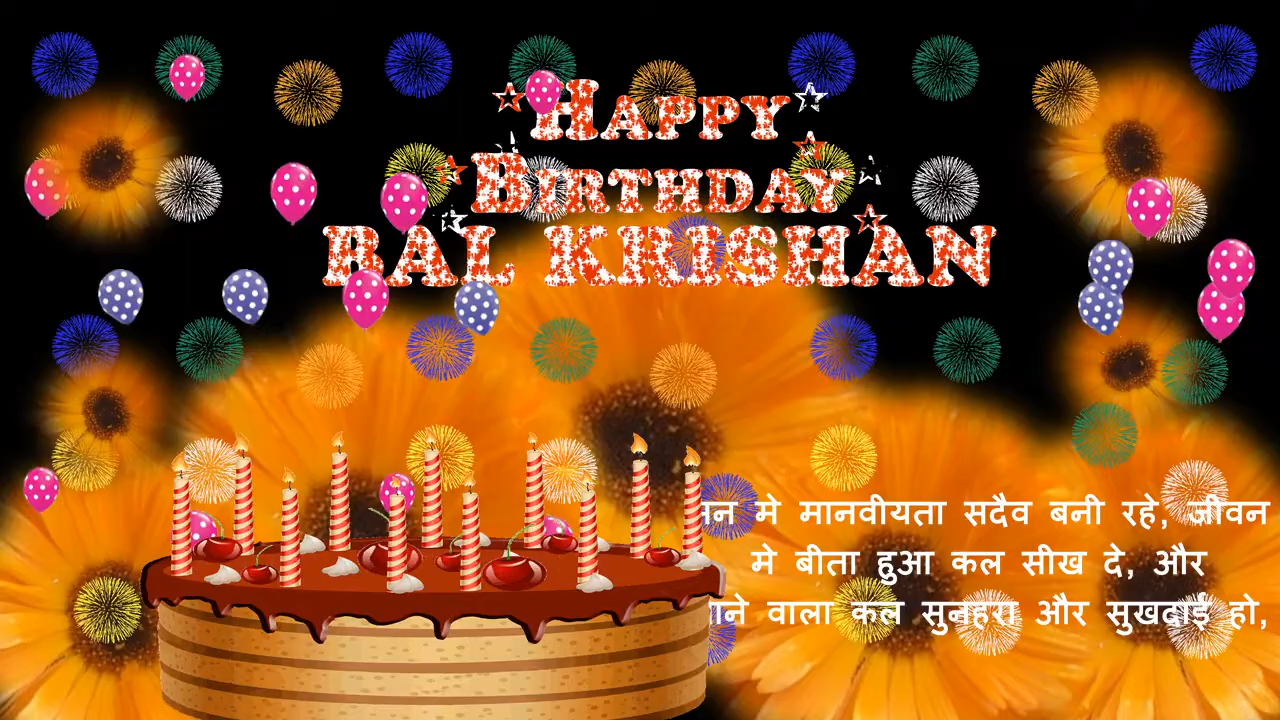 Happy
Birthday
BAL KRISHAN
मे मानवीयता सदैव बनी रहे, जीवन
मे बीता हुआ कल सीख दे, और
वाला कल सुनहरा और सुखदाई हो,